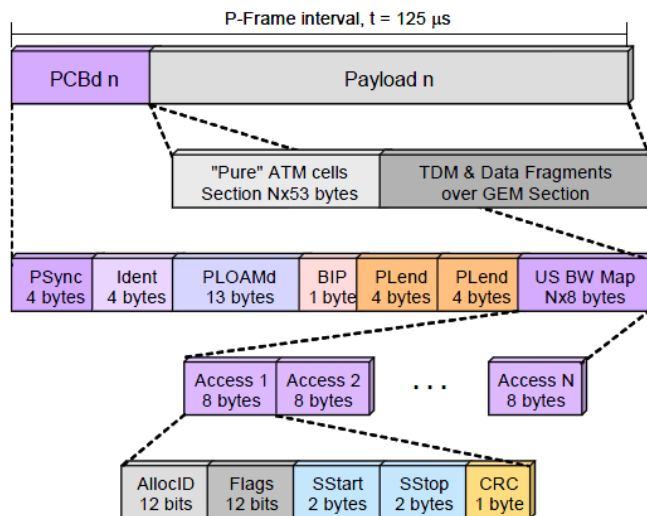 P-Frame interval, t = 125 µs
PCBd n
Payload n
"Pure" ATM cells
Section Nx53 bytes
TDM & Data Fragments
over GEM Section
PSync
4 bytes
Ident
4 bytes
PLOAMd
13 bytes
BIP
1 byte
PLend
4 bytes
PLend
4 bytes
US BW Map
Nx8 bytes
Access 1
8 bytes
Access 2
8 bytes
. . .
Access N
8 bytes
AllocID
12 bits
Flags
12 bits
SStart
2 bytes
SStop
2 bytes
CRC
1 byte